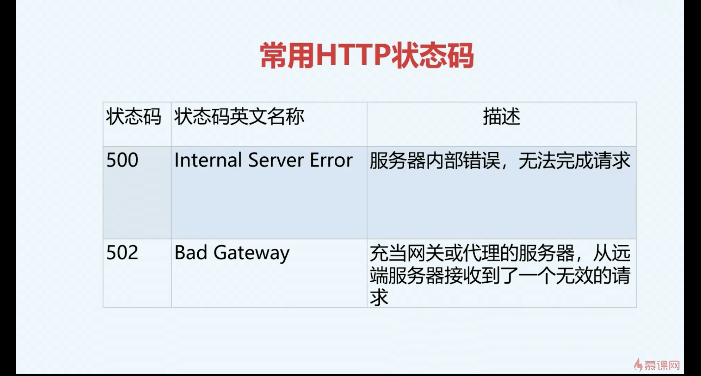 常用HTTP状态码
状态码 状态码英文名称 描述
500 Internal Server Error 服务器内部错误，无法完成请求
502 Bad Gateway 充当网关或代理的服务器，从远
端服务器接收到了一个无效的请
求
慕课网